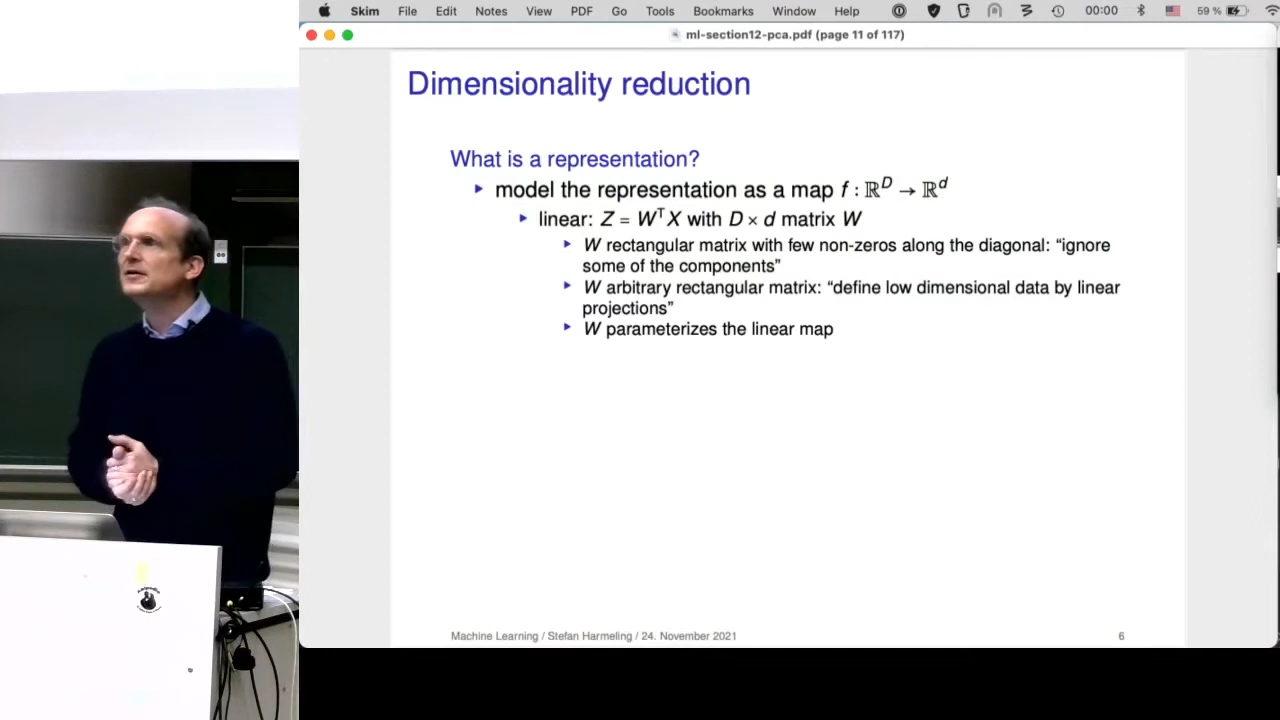 Skim File Edit Notes View PDF Go Tools Bookmarks Window Help 00:00 59 %
ml-section12-pca.pdf (page 11 of 117)
Dimensionality reduction
What is a representation?
model the representation as a map f : ℝᴰ → ℝᵈ
linear: Z = WᵀX with D × d matrix W
W rectangular matrix with few non-zeros along the diagonal: “ignore
some of the components”
W arbitrary rectangular matrix: “define low dimensional data by linear
projections”
W parameterizes the linear map
Machine Learning / Stefan Harmeling / 24. November 2021 6